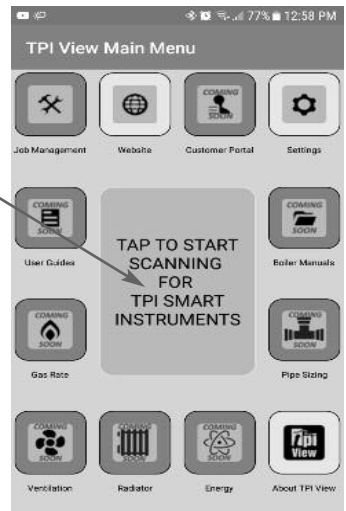 77% 12:58 PM
TPI View Main Menu
COMING SOON
Job Management Website Customer Portal Settings
COMING SOON
COMING SOON
User Guides
Boiler Manuals
TAP TO START
SCANNING
FOR
TPI SMART
INSTRUMENTS
COMING SOON
COMING SOON
Gas Rate
Pipe Sizing
COMING SOON
COMING SOON
COMING SOON
Tpi
View
Ventilation Radiator Energy About TPI View